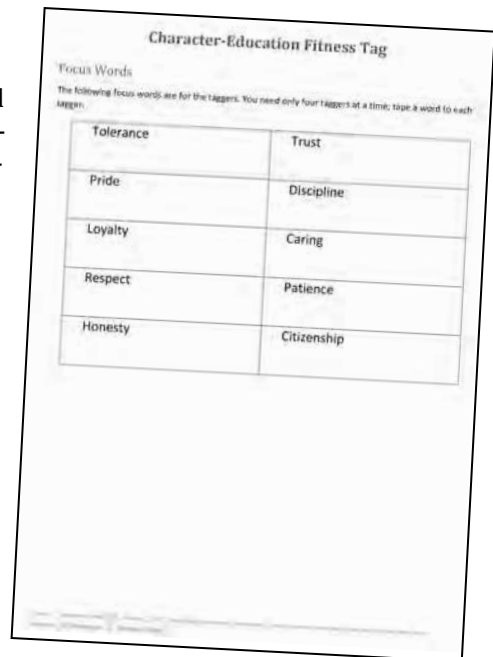 Character-Education Fitness Tag
Focus Words
The following focus words are for the taggers. You need only four taggers at a time; tape a word to each
tagger.
Tolerance Trust
Pride Discipline
Loyalty Caring
Respect Patience
Honesty Citizenship